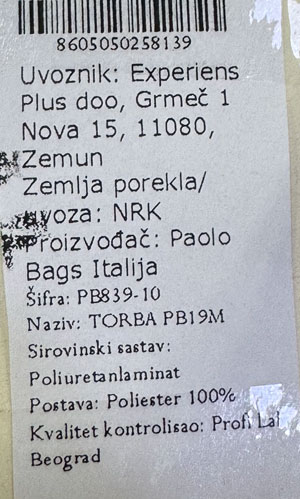 8605050258139
Uvoznik: Experiens
Plus doo, Grmeč 1
Nova 15, 11080,
Zemun
Zemlja porekla/
uvoza: NRK
Proizvođač: Paolo
Bags Italija
Šifra: PB839-10
Naziv: TORBA PB19M
Sirovinski sastav:
Poliuretanlaminat
Postava: Poliester 100%
Kvalitet kontrolisao: Profi Lab
Beograd